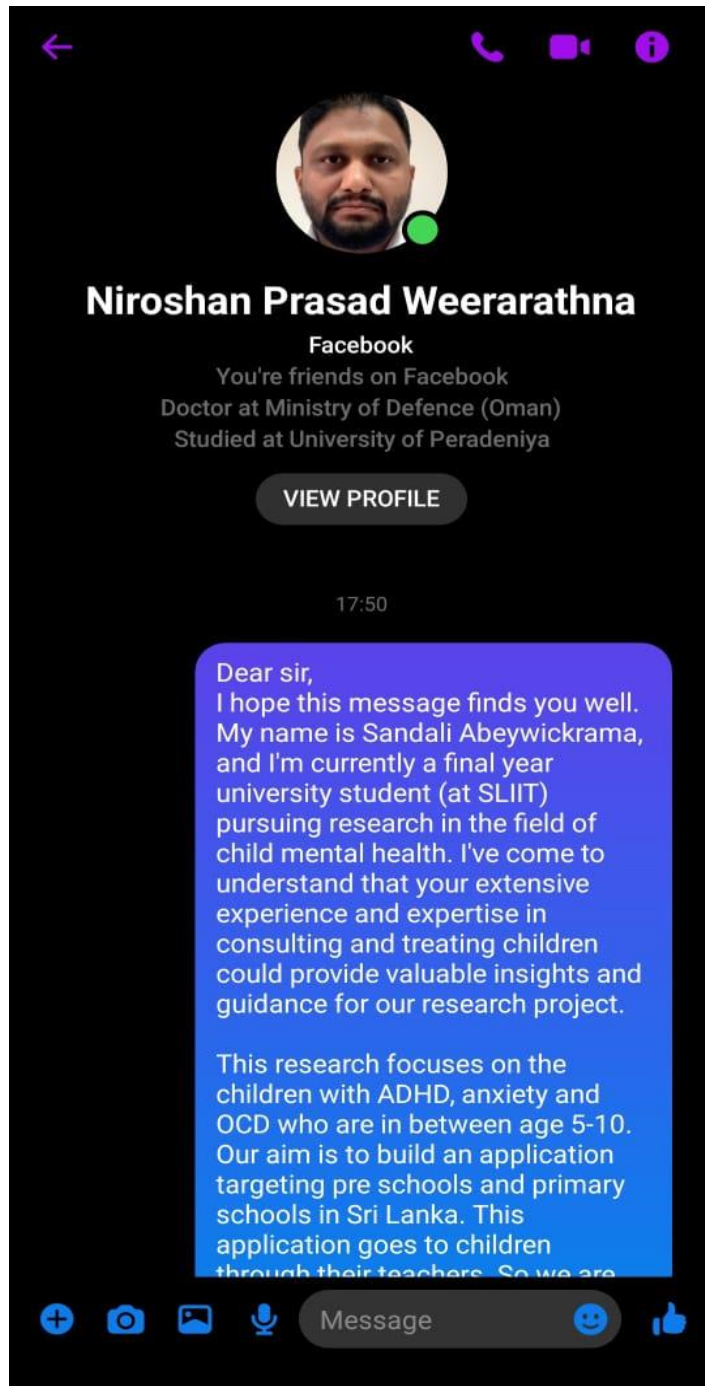 Niroshan Prasad Weerarathna
Facebook
You're friends on Facebook
Doctor at Ministry of Defence (Oman)
Studied at University of Peradeniya
VIEW PROFILE
17:50
Dear sir,
I hope this message finds you well.
My name is Sandali Abeywickrama,
and I'm currently a final year
university student (at SLIIT)
pursuing research in the field of
child mental health. I've come to
understand that your extensive
experience and expertise in
consulting and treating children
could provide valuable insights and
guidance for our research project.
This research focuses on the
children with ADHD, anxiety and
OCD who are in between age 5-10.
Our aim is to build an application
targeting pre schools and primary
schools in Sri Lanka. This
application goes to children
through their teachers. So we are
Message